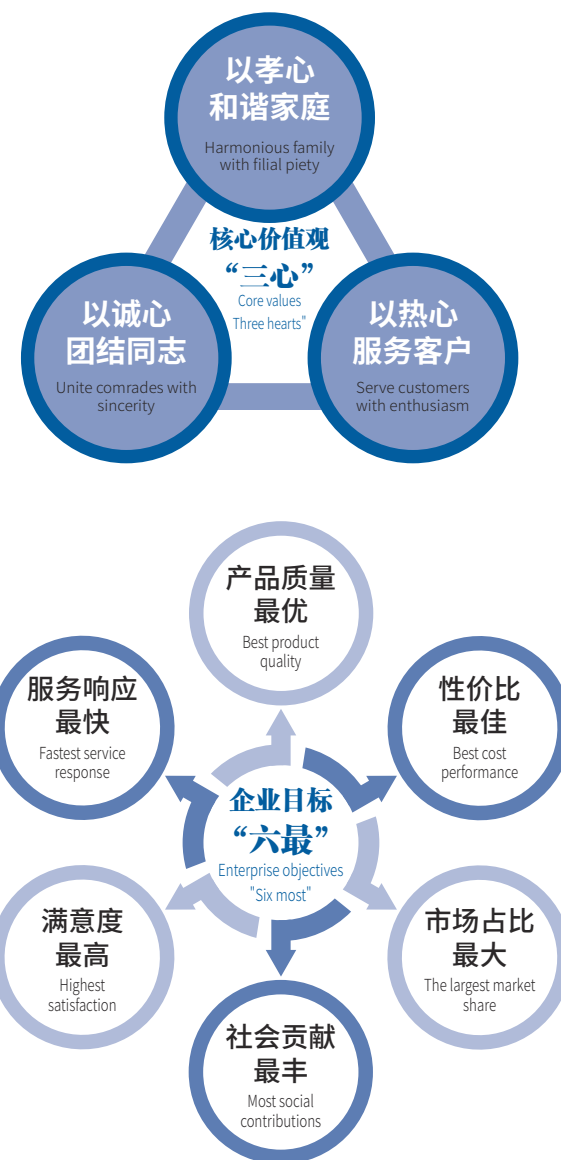 以孝心
和谐家庭
Harmonious family
with filial piety
核心价值观
“三心”
Core values
Three hearts"
以诚心
团结同志
Unite comrades with
sincerity
以热心
服务客户
Serve customers
with enthusiasm
产品质量
最优
Best product
quality
服务响应
最快
Fastest service
response
性价比
最佳
Best cost
performance
企业目标
“六最”
Enterprise objectives
"Six most"
满意度
最高
Highest
satisfaction
市场占比
最大
The largest market
share
社会贡献
最丰
Most social
contributions